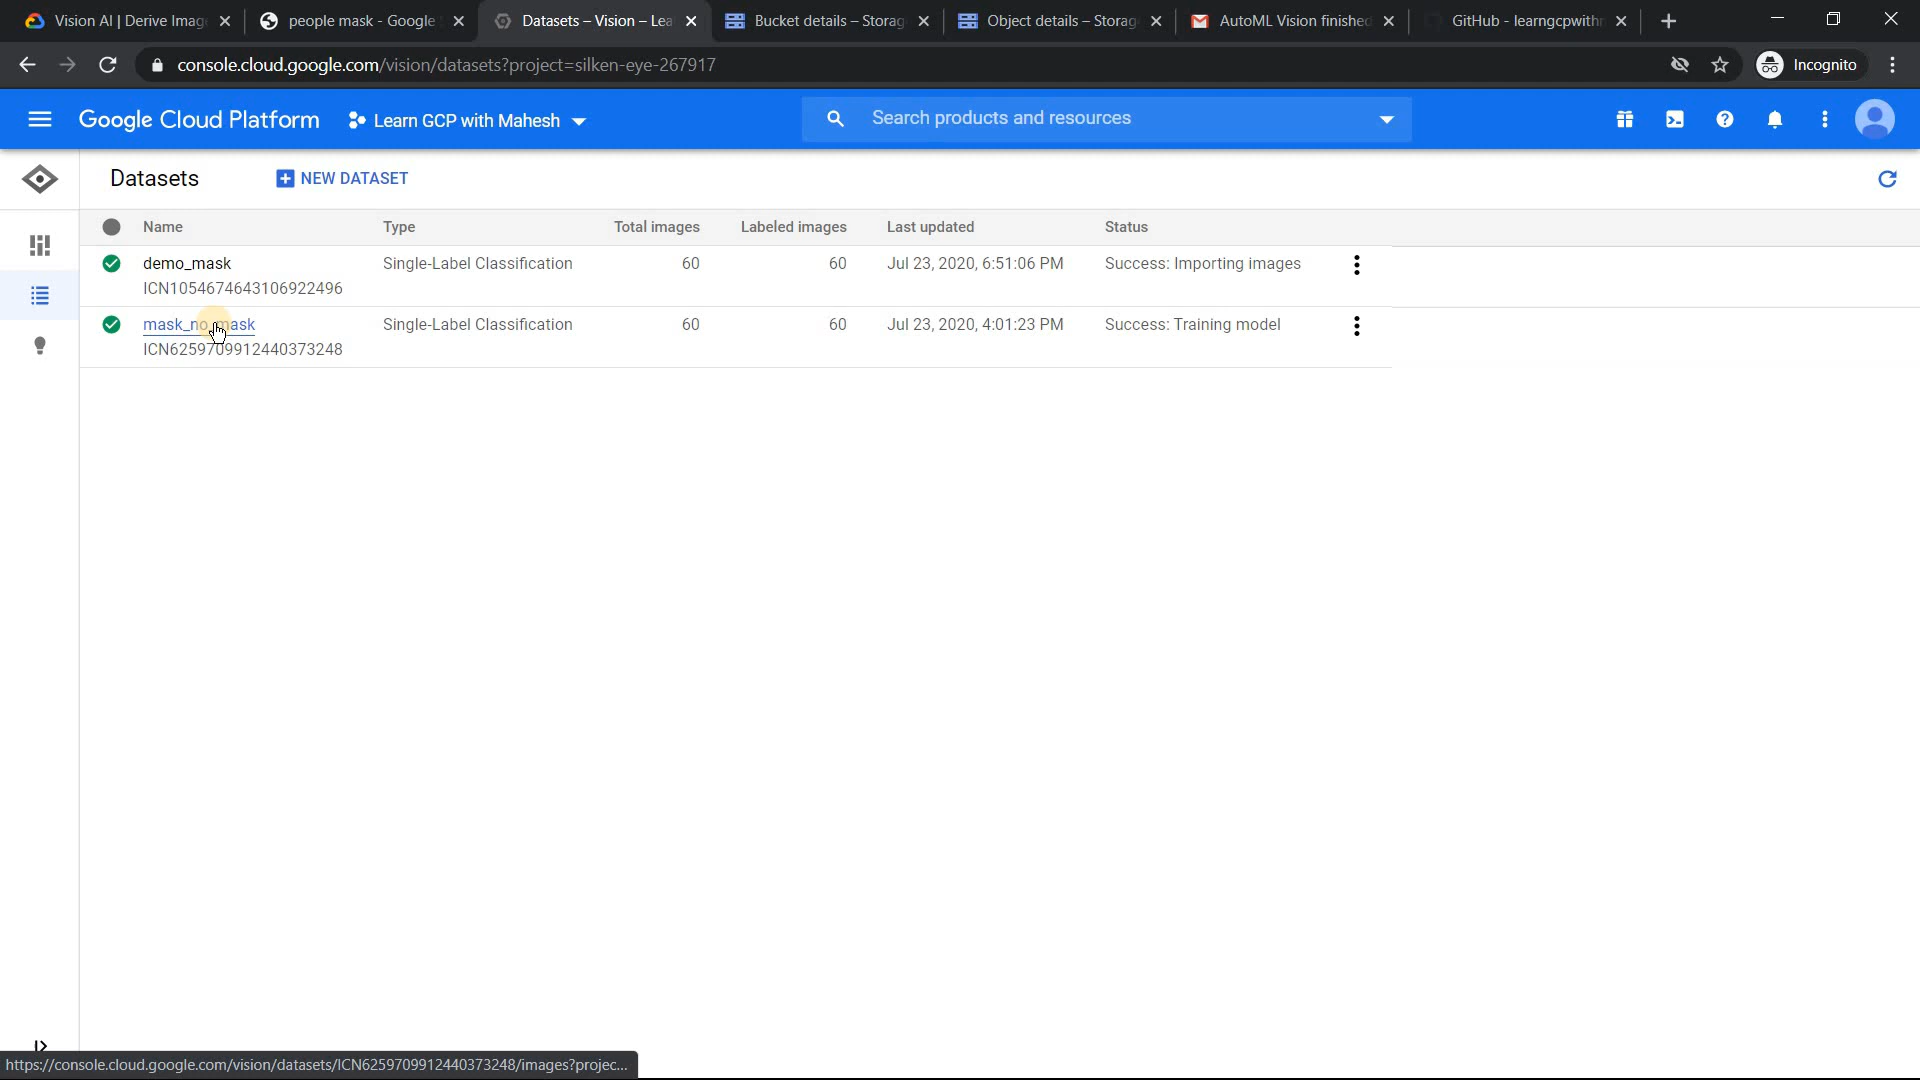 Vision AI | Derive Image
people mask - Google
Datasets – Vision – Lea
Bucket details – Storag
Object details – Storag
AutoML Vision finished
GitHub - learngcpwith
console.cloud.google.com/vision/datasets?project=silken-eye-267917
Incognito
Google Cloud Platform
Learn GCP with Mahesh
Search products and resources
Datasets
NEW DATASET
Name Type Total images Labeled images Last updated Status
demo_mask Single-Label Classification 60 60 Jul 23, 2020, 6:51:06 PM Success: Importing images
ICN1054674643106922496
mask_no_mask Single-Label Classification 60 60 Jul 23, 2020, 4:01:23 PM Success: Training model
ICN6259709912440373248
https://console.cloud.google.com/vision/datasets/ICN6259709912440373248/images?projec...